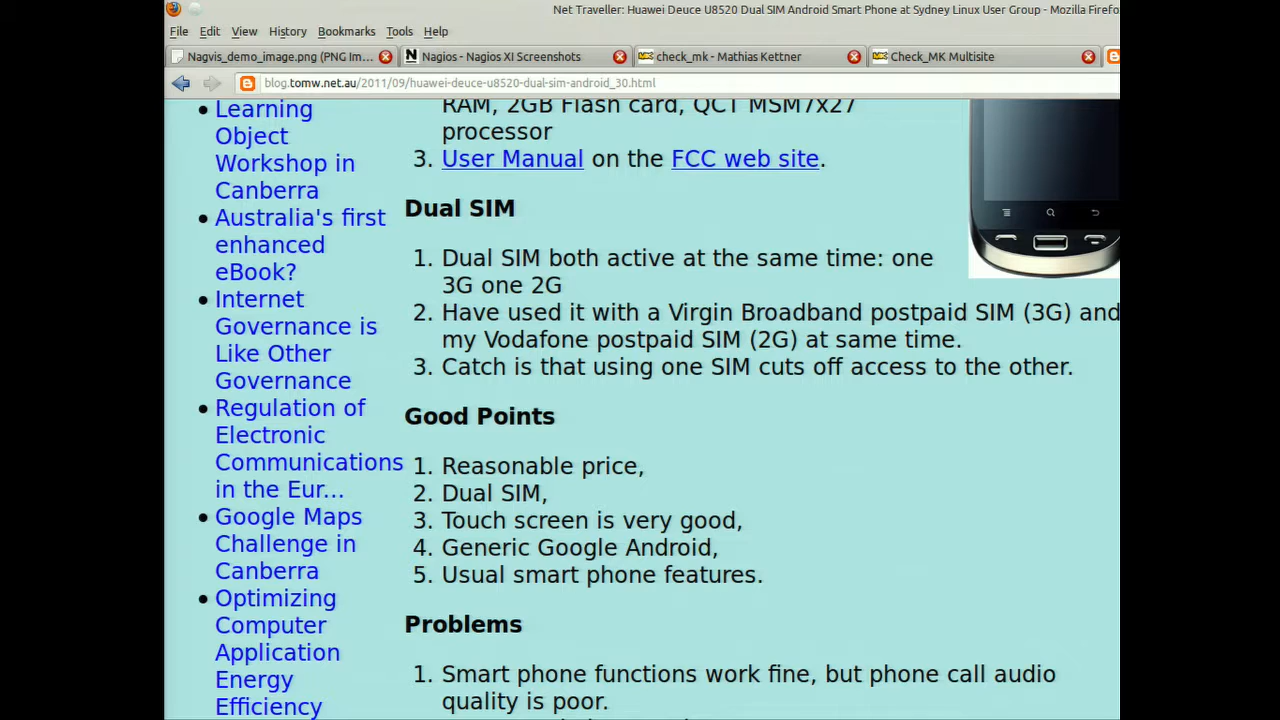 Net Traveller: Huawei Deuce U8520 Dual SIM Android Smart Phone at Sydney Linux User Group - Mozilla Firefo
File Edit View History Bookmarks Tools Help
Nagvis_demo_image.png (PNG Im... Nagios - Nagios XI Screenshots check_mk - Mathias Kettner Check_MK Multisite
blog.tomw.net.au/2011/09/huawei-deuce-u8520-dual-sim-android_30.html
Learning
Object
Workshop in
Canberra
Australia's first
enhanced
eBook?
Internet
Governance is
Like Other
Governance
Regulation of
Electronic
Communications
in the Eur...
Google Maps
Challenge in
Canberra
Optimizing
Computer
Application
Energy
Efficiency
RAM, 2GB Flash card, QCT MSM7x27
processor
3. User Manual on the FCC web site.
Dual SIM
1. Dual SIM both active at the same time: one
3G one 2G
2. Have used it with a Virgin Broadband postpaid SIM (3G) and
my Vodafone postpaid SIM (2G) at same time.
3. Catch is that using one SIM cuts off access to the other.
Good Points
1. Reasonable price,
2. Dual SIM,
3. Touch screen is very good,
4. Generic Google Android,
5. Usual smart phone features.
Problems
1. Smart phone functions work fine, but phone call audio
quality is poor.